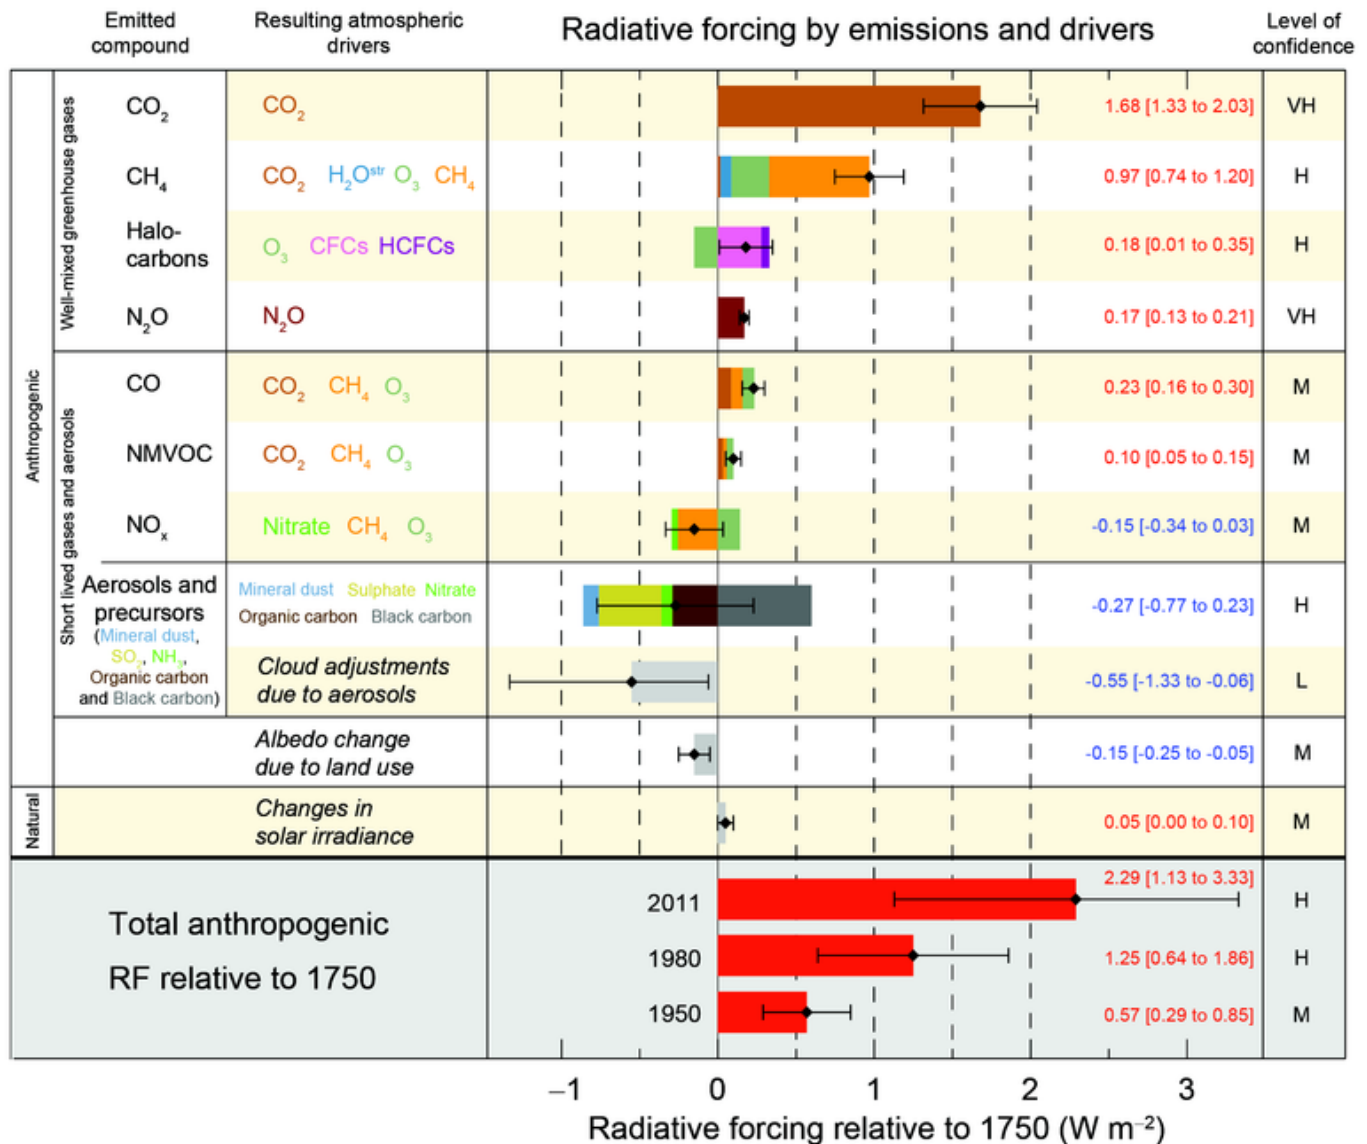 Emitted
compound
Resulting atmospheric
drivers
Radiative forcing by emissions and drivers
Level of
confidence
Anthropogenic
Well-mixed greenhouse gases
CO₂
CO₂
1.68 [1.33 to 2.03]
VH
CH₄
CO₂ H₂Oˢᵗʳ O₃ CH₄
0.97 [0.74 to 1.20]
H
Halo-
carbons
O₃ CFCs HCFCs
0.18 [0.01 to 0.35]
H
N₂O
N₂O
0.17 [0.13 to 0.21]
VH
Short lived gases and aerosols
CO
CO₂ CH₄ O₃
0.23 [0.16 to 0.30]
M
NMVOC
CO₂ CH₄ O₃
0.10 [0.05 to 0.15]
M
NOₓ
Nitrate CH₄ O₃
-0.15 [-0.34 to 0.03]
M
Aerosols and
precursors
(Mineral dust,
SO₂, NH₃,
Organic carbon
and Black carbon)
Mineral dust Sulphate Nitrate
Organic carbon Black carbon
-0.27 [-0.77 to 0.23]
H
Cloud adjustments
due to aerosols
-0.55 [-1.33 to -0.06]
L
Albedo change
due to land use
-0.15 [-0.25 to -0.05]
M
Natural
Changes in
solar irradiance
0.05 [0.00 to 0.10]
M
Total anthropogenic
RF relative to 1750
2011
2.29 [1.13 to 3.33]
H
1980
1.25 [0.64 to 1.86]
H
1950
0.57 [0.29 to 0.85]
M
−1 0 1 2 3
Radiative forcing relative to 1750 (W m⁻²)